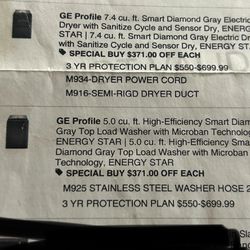 GE Profile 7.4 cu. ft. Smart Diamond Gray Electric
Dryer with Sanitize Cycle and Sensor Dry, ENERGY
STAR | 7.4 cu. ft. Smart Diamond Gray Electric D
with Sanitize Cycle and Sensor Dry, ENERGY ST
SPECIAL BUY $371.00 OFF EACH
3 YR PROTECTION PLAN $550-$699.99
M934-DRYER POWER CORD
M916-SEMI-RIGD DRYER DUCT
GE Profile 5.0 cu. ft. High-Efficiency Smart Diam
Gray Top Load Washer with Microban Technol
ENERGY STAR | 5.0 cu. ft. High-Efficiency Smar
Diamond Gray Top Load Washer with Microban
Technology, ENERGY STAR
SPECIAL BUY $371.00 OFF EACH
M925 STAINLESS STEEL WASHER HOSE 2
3 YR PROTECTION PLAN $550-$699.99